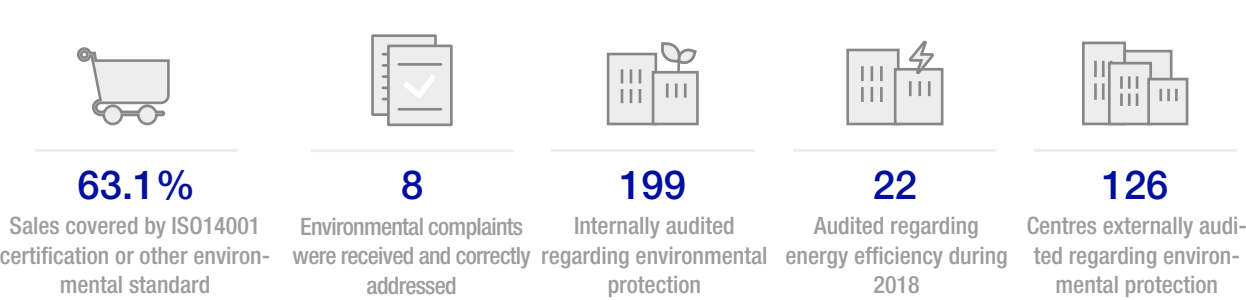 63.1%
Sales covered by ISO14001
certification or other environ-
mental standard
8
Environmental complaints
were received and correctly
addressed
199
Internally audited
regarding environmental
protection
22
Audited regarding
energy efficiency during
2018
126
Centres externally audi-
ted regarding environ-
mental protection